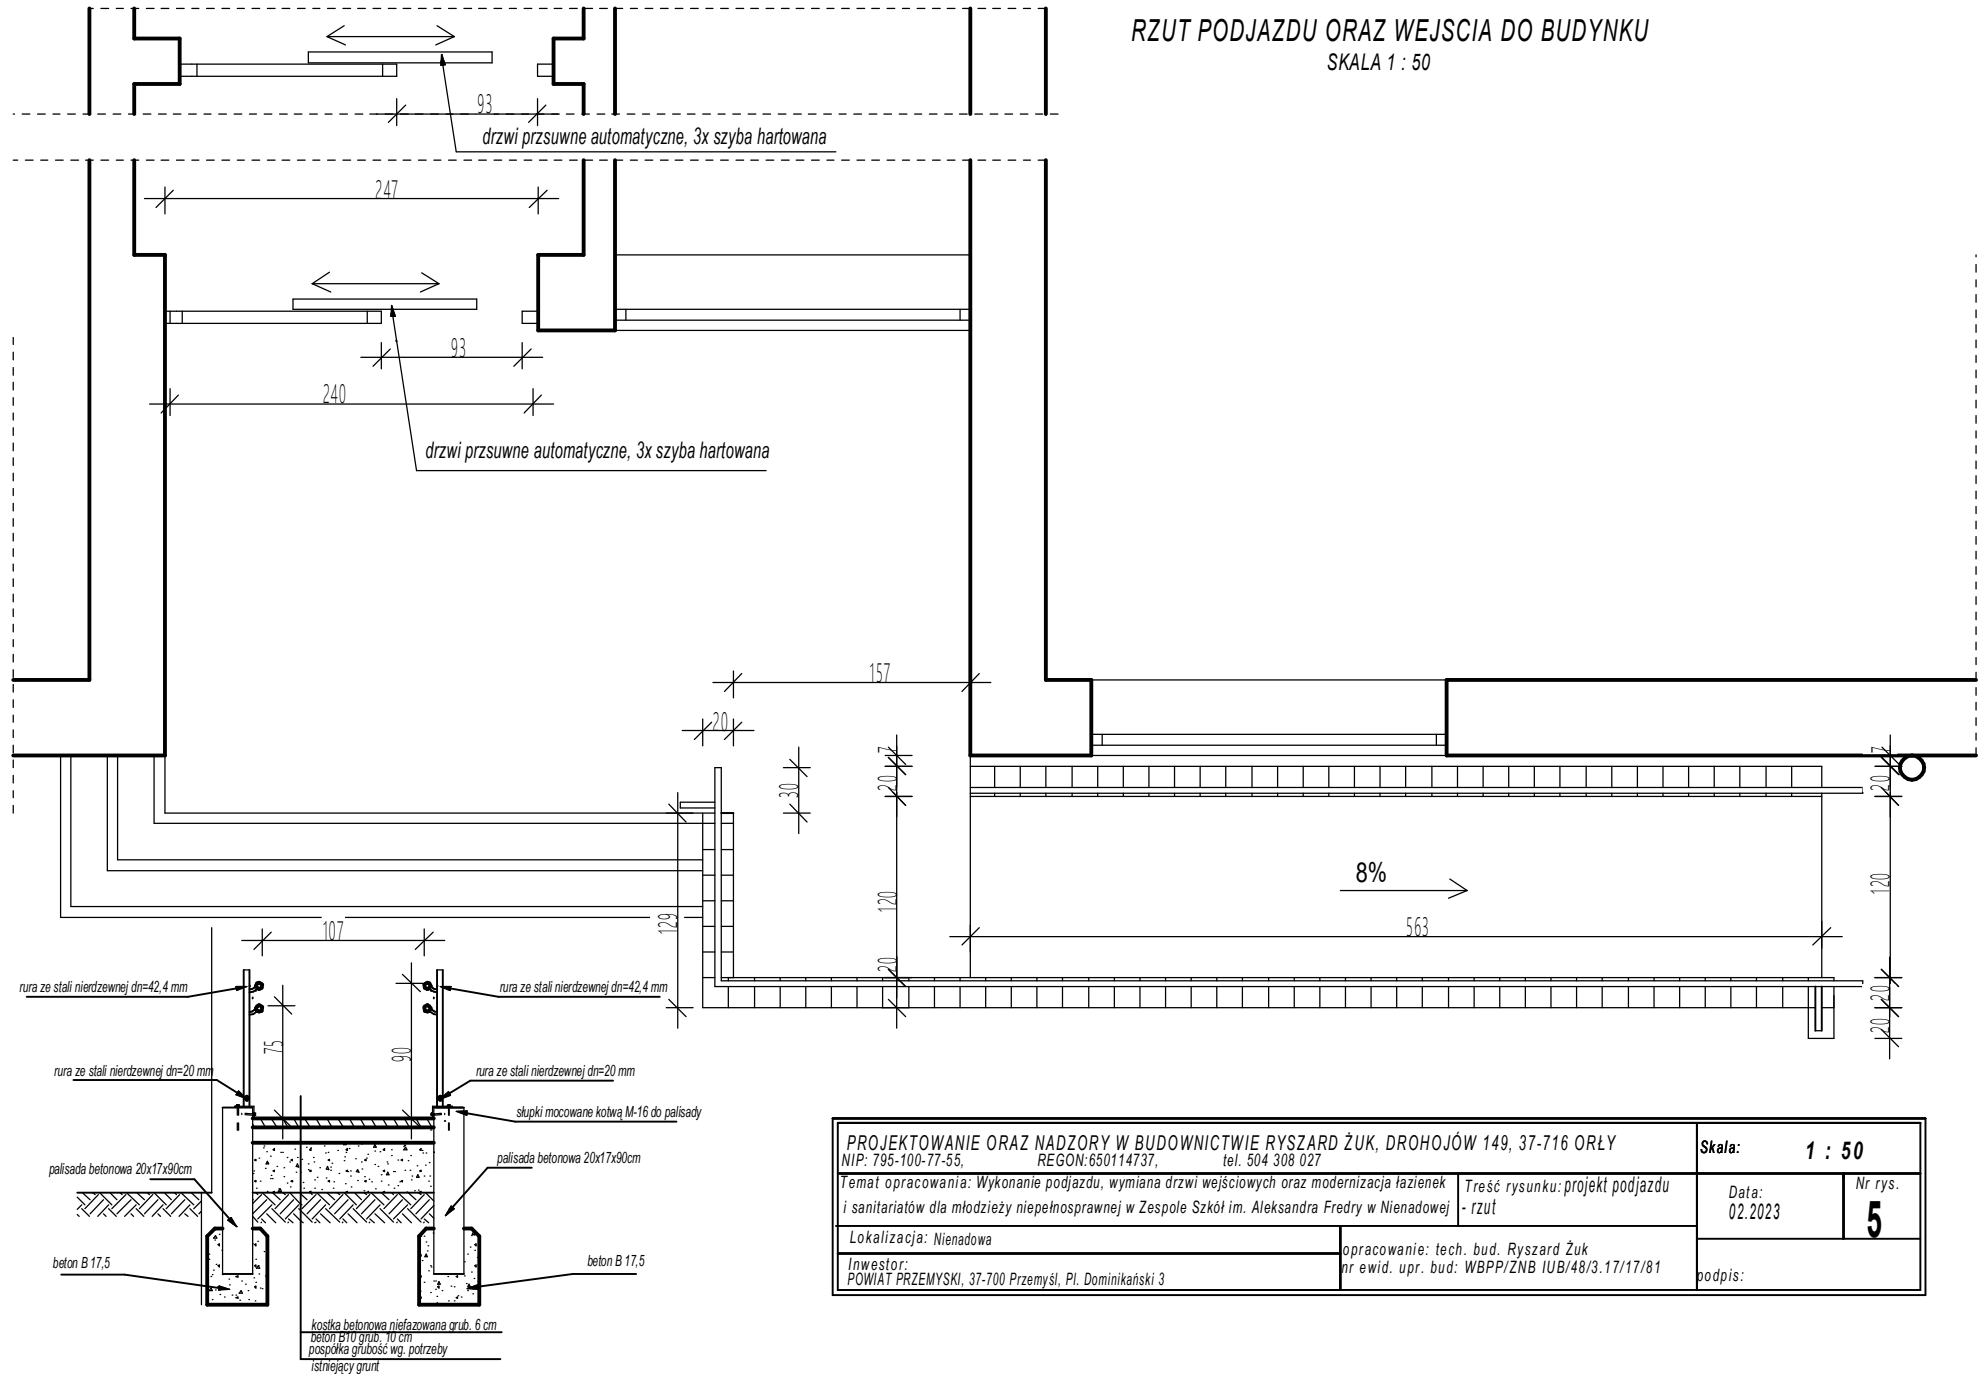 RZUT PODJAZDU ORAZ WEJSCIA DO BUDYNKU
SKALA 1 : 50
93
drzwi przsuwne automatyczne, 3x szyba hartowana
247
93
240
drzwi przsuwne automatyczne, 3x szyba hartowana
157
20
30
7
20
120
20
129
8%
563
7
20
120
20
20
107
rura ze stali nierdzewnej dn=42,4 mm
rura ze stali nierdzewnej dn=42,4 mm
75
90
rura ze stali nierdzewnej dn=20 mm
rura ze stali nierdzewnej dn=20 mm
słupki mocowane kotwą M-16 do palisady
palisada betonowa 20x17x90cm
palisada betonowa 20x17x90cm
beton B 17,5
beton B 17,5
kostka betonowa niefazowana grub. 6 cm
beton B10 grub. 10 cm
pospółka grubość wg. potrzeby
istniejący grunt
PROJEKTOWANIE ORAZ NADZORY W BUDOWNICTWIE RYSZARD ŻUK, DROHOJÓW 149, 37-716 ORŁY
NIP: 795-100-77-55, REGON:650114737, tel. 504 308 027
Skala: 1 : 50
Temat opracowania: Wykonanie podjazdu, wymiana drzwi wejściowych oraz modernizacja łazienek
i sanitariatów dla młodzieży niepełnosprawnej w Zespole Szkół im. Aleksandra Fredry w Nienadowej
Treść rysunku: projekt podjazdu
- rzut
Data:
02.2023
Nr rys.
5
Lokalizacja: Nienadowa
Inwestor:
POWIAT PRZEMYSKI, 37-700 Przemyśl, Pl. Dominikański 3
opracowanie: tech. bud. Ryszard Żuk
nr ewid. upr. bud: WBPP/ZNB IUB/48/3.17/17/81
podpis: